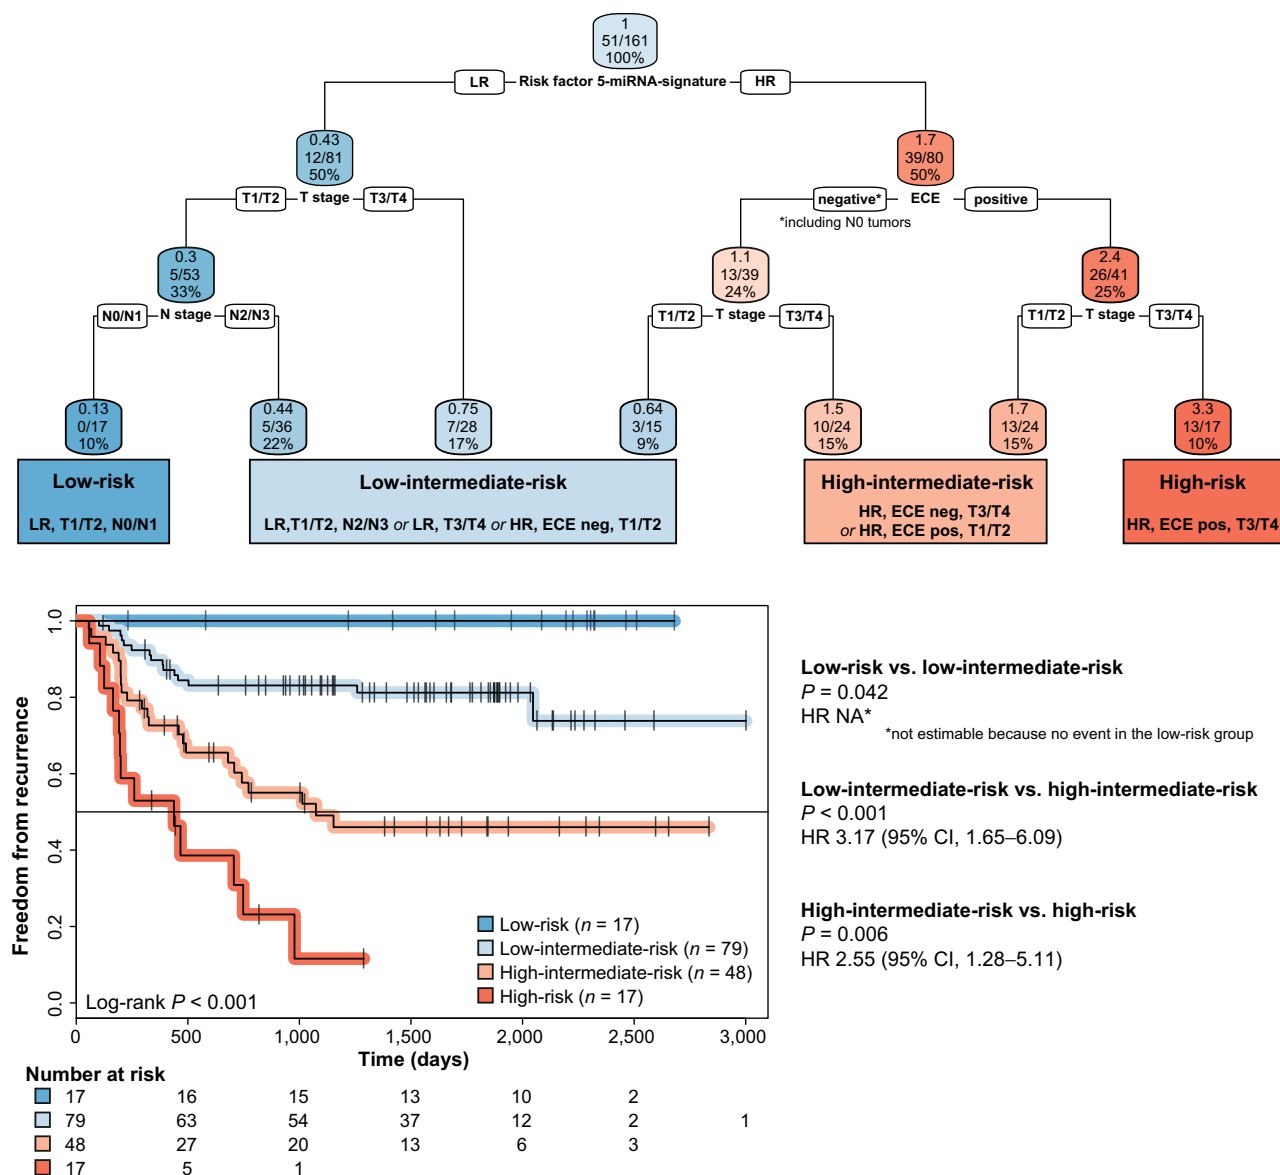 1
51/161
100%
LR Risk factor 5-miRNA-signature HR
0.43
12/81
50%
1.7
39/80
50%
T1/T2 T stage T3/T4
negative* ECE positive
*including N0 tumors
0.3
5/53
33%
1.1
13/39
24%
2.4
26/41
25%
N0/N1 N stage N2/N3
T1/T2 T stage T3/T4
T1/T2 T stage T3/T4
0.13
0/17
10%
0.44
5/36
22%
0.75
7/28
17%
0.64
3/15
9%
1.5
10/24
15%
1.7
13/24
15%
3.3
13/17
10%
Low-risk
LR, T1/T2, N0/N1
Low-intermediate-risk
LR,T1/T2, N2/N3 or LR, T3/T4 or HR, ECE neg, T1/T2
High-intermediate-risk
HR, ECE neg, T3/T4
or HR, ECE pos, T1/T2
High-risk
HR, ECE pos, T3/T4
Freedom from recurrence
1.0
0.8
0.6
0.4
0.2
0.0
Low-risk (n = 17)
Low-intermediate-risk (n = 79)
High-intermediate-risk (n = 48)
High-risk (n = 17)
Log-rank P < 0.001
0 500 1,000 1,500 2,000 2,500 3,000
Time (days)
Low-risk vs. low-intermediate-risk
P = 0.042
HR NA*
*not estimable because no event in the low-risk group
Low-intermediate-risk vs. high-intermediate-risk
P < 0.001
HR 3.17 (95% CI, 1.65–6.09)
High-intermediate-risk vs. high-risk
P = 0.006
HR 2.55 (95% CI, 1.28–5.11)
Number at risk
17 16 15 13 10 2
79 63 54 37 12 2 1
48 27 20 13 6 3
17 5 1